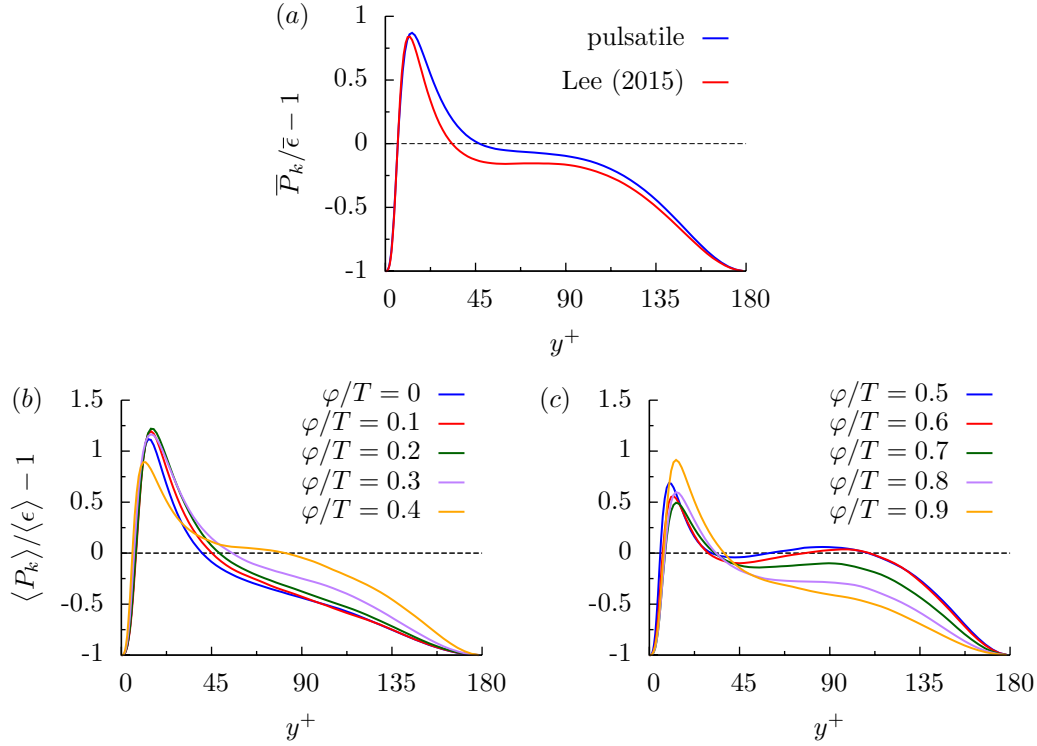 (a)
1
0.5
0
-0.5
-1
P̅_k/ε̅ − 1
pulsatile
Lee (2015)
0 45 90 135 180
y⁺
(b)
1.5
1
0.5
0
-0.5
-1
⟨P_k⟩/⟨ϵ⟩ − 1
φ/T = 0
φ/T = 0.1
φ/T = 0.2
φ/T = 0.3
φ/T = 0.4
0 45 90 135 180
y⁺
(c)
1.5
1
0.5
0
-0.5
-1
φ/T = 0.5
φ/T = 0.6
φ/T = 0.7
φ/T = 0.8
φ/T = 0.9
0 45 90 135 180
y⁺